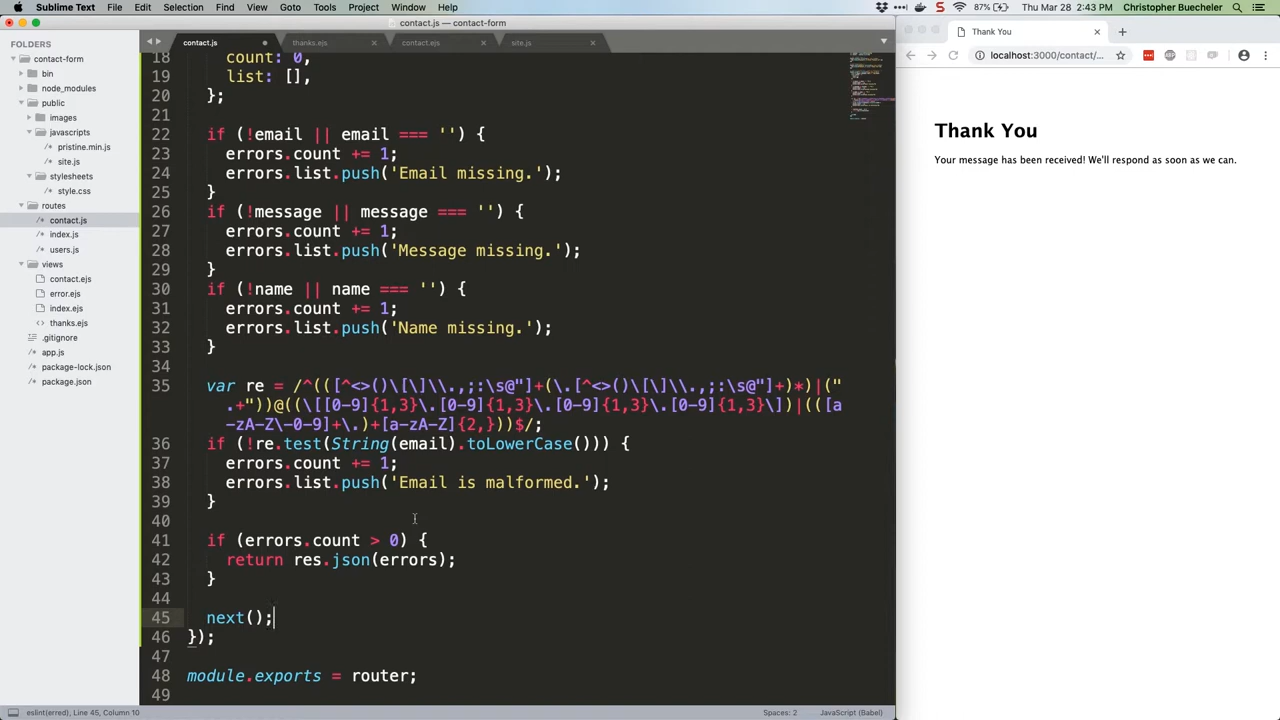 Sublime Text File Edit Selection Find View Goto Tools Project Window Help
87% Thu Mar 28 2:43 PM Christopher Buecheler
contact.js — contact-form
contact.js thanks.ejs contact.ejs site.js
FOLDERS
contact-form
bin
node_modules
public
images
javascripts
pristine.min.js
site.js
stylesheets
style.css
routes
contact.js
index.js
users.js
views
contact.ejs
error.ejs
index.ejs
thanks.ejs
.gitignore
app.js
package-lock.json
package.json
18 count: 0,
19 list: [],
20 };
21
22 if (!email || email === '') {
23 errors.count += 1;
24 errors.list.push('Email missing.');
25 }
26 if (!message || message === '') {
27 errors.count += 1;
28 errors.list.push('Message missing.');
29 }
30 if (!name || name === '') {
31 errors.count += 1;
32 errors.list.push('Name missing.');
33 }
34
35 var re = /^(([^<>()\[\]\\.,;:\s@"]+(\.[^<>()\[\]\\.,;:\s@"]+)*)|("
.+"))@((\[[0-9]{1,3}\.[0-9]{1,3}\.[0-9]{1,3}\.[0-9]{1,3}\])|(([a
-zA-Z\-0-9]+\.)+[a-zA-Z]{2,}))$/;
36 if (!re.test(String(email).toLowerCase())) {
37 errors.count += 1;
38 errors.list.push('Email is malformed.');
39 }
40
41 if (errors.count > 0) {
42 return res.json(errors);
43 }
44
45 next();
46 });
47
48 module.exports = router;
49
eslint(erred), Line 45, Column 10
Spaces: 2 JavaScript (Babel)
Thank You
localhost:3000/contact/...
Thank You
Your message has been received! We'll respond as soon as we can.